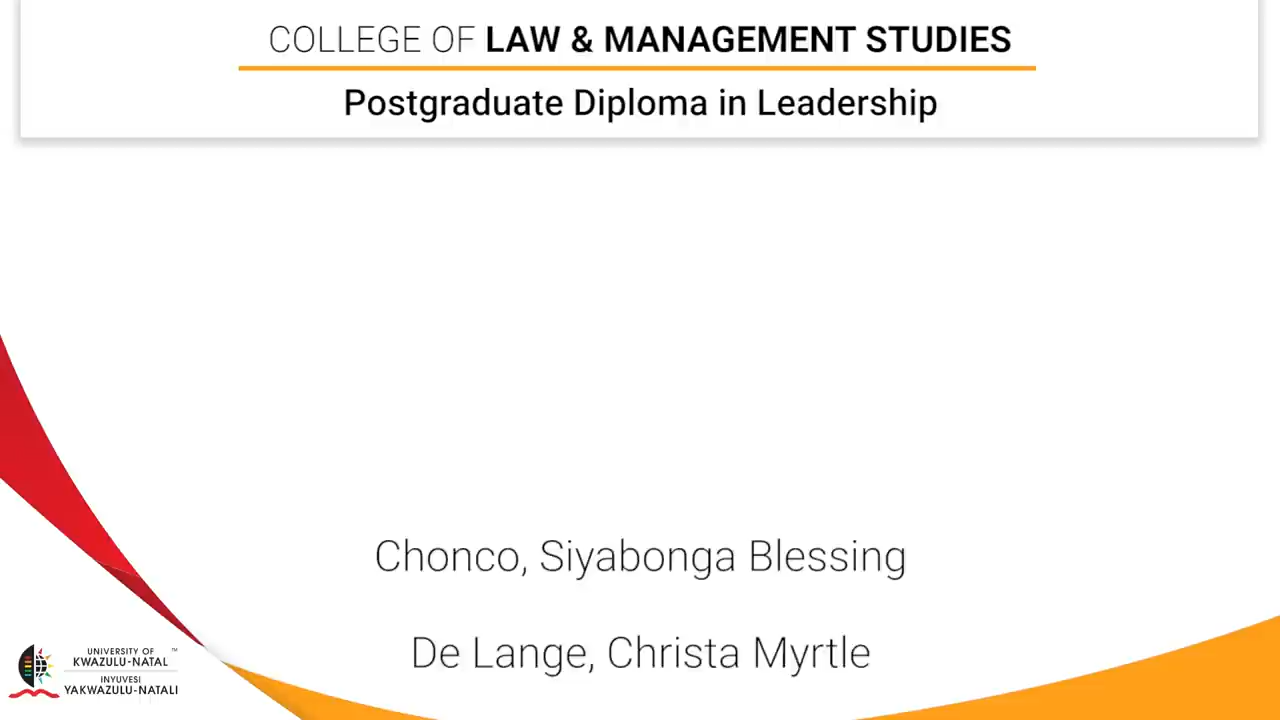 COLLEGE OF LAW & MANAGEMENT STUDIES
Postgraduate Diploma in Leadership
Chonco, Siyabonga Blessing
De Lange, Christa Myrtle
UNIVERSITY OF ™
KWAZULU-NATAL
INYUVESI
YAKWAZULU-NATALI